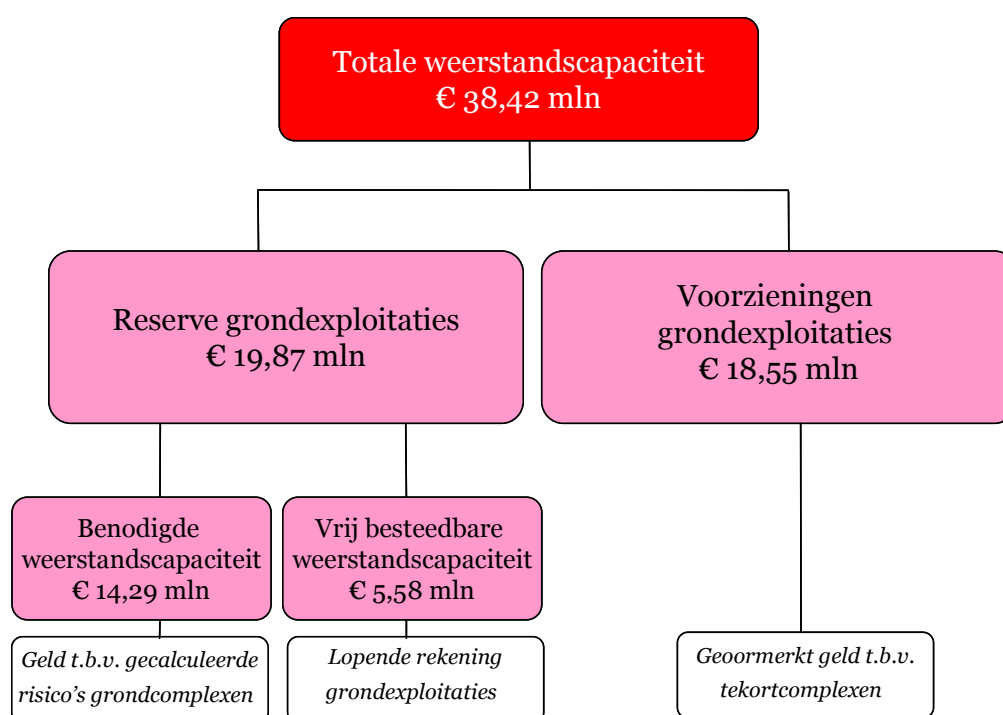 Totale weerstandscapaciteit
€ 38,42 mln
Reserve grondexploitaties
€ 19,87 mln
Voorzieningen
grondexploitaties
€ 18,55 mln
Benodigde
weerstandscapaciteit
€ 14,29 mln
Vrij besteedbare
weerstandscapaciteit
€ 5,58 mln
Geld t.b.v. gecalculeerde
risico's grondcomplexen
Lopende rekening
grondexploitaties
Geoormerkt geld t.b.v.
tekortcomplexen